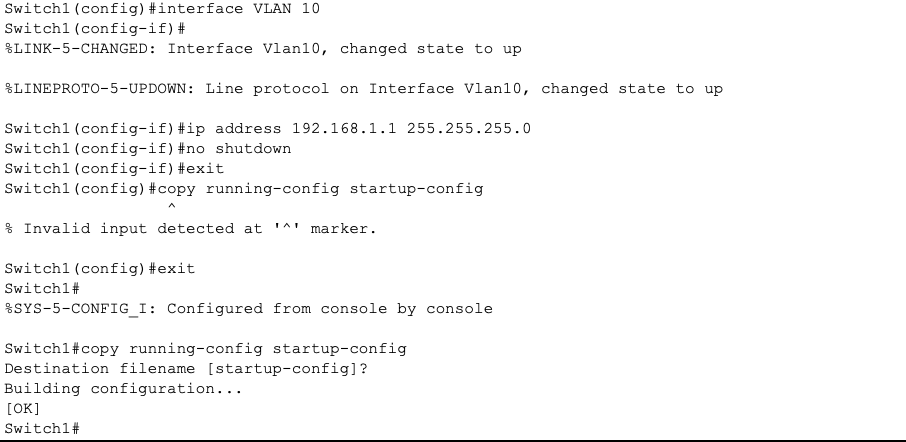 Switch1(config)#interface VLAN 10
Switch1(config-if)#
%LINK-5-CHANGED: Interface Vlan10, changed state to up
%LINEPROTO-5-UPDOWN: Line protocol on Interface Vlan10, changed state to up
Switch1(config-if)#ip address 192.168.1.1 255.255.255.0
Switch1(config-if)#no shutdown
Switch1(config-if)#exit
Switch1(config)#copy running-config startup-config
^
% Invalid input detected at '^' marker.
Switch1(config)#exit
Switch1#
%SYS-5-CONFIG_I: Configured from console by console
Switch1#copy running-config startup-config
Destination filename [startup-config]?
Building configuration...
[OK]
Switch1#